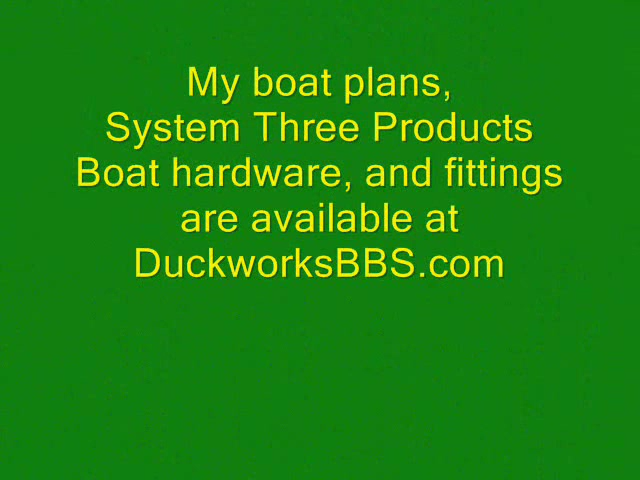 My boat plans,
System Three Products
Boat hardware, and fittings
are available at
DuckworksBBS.com